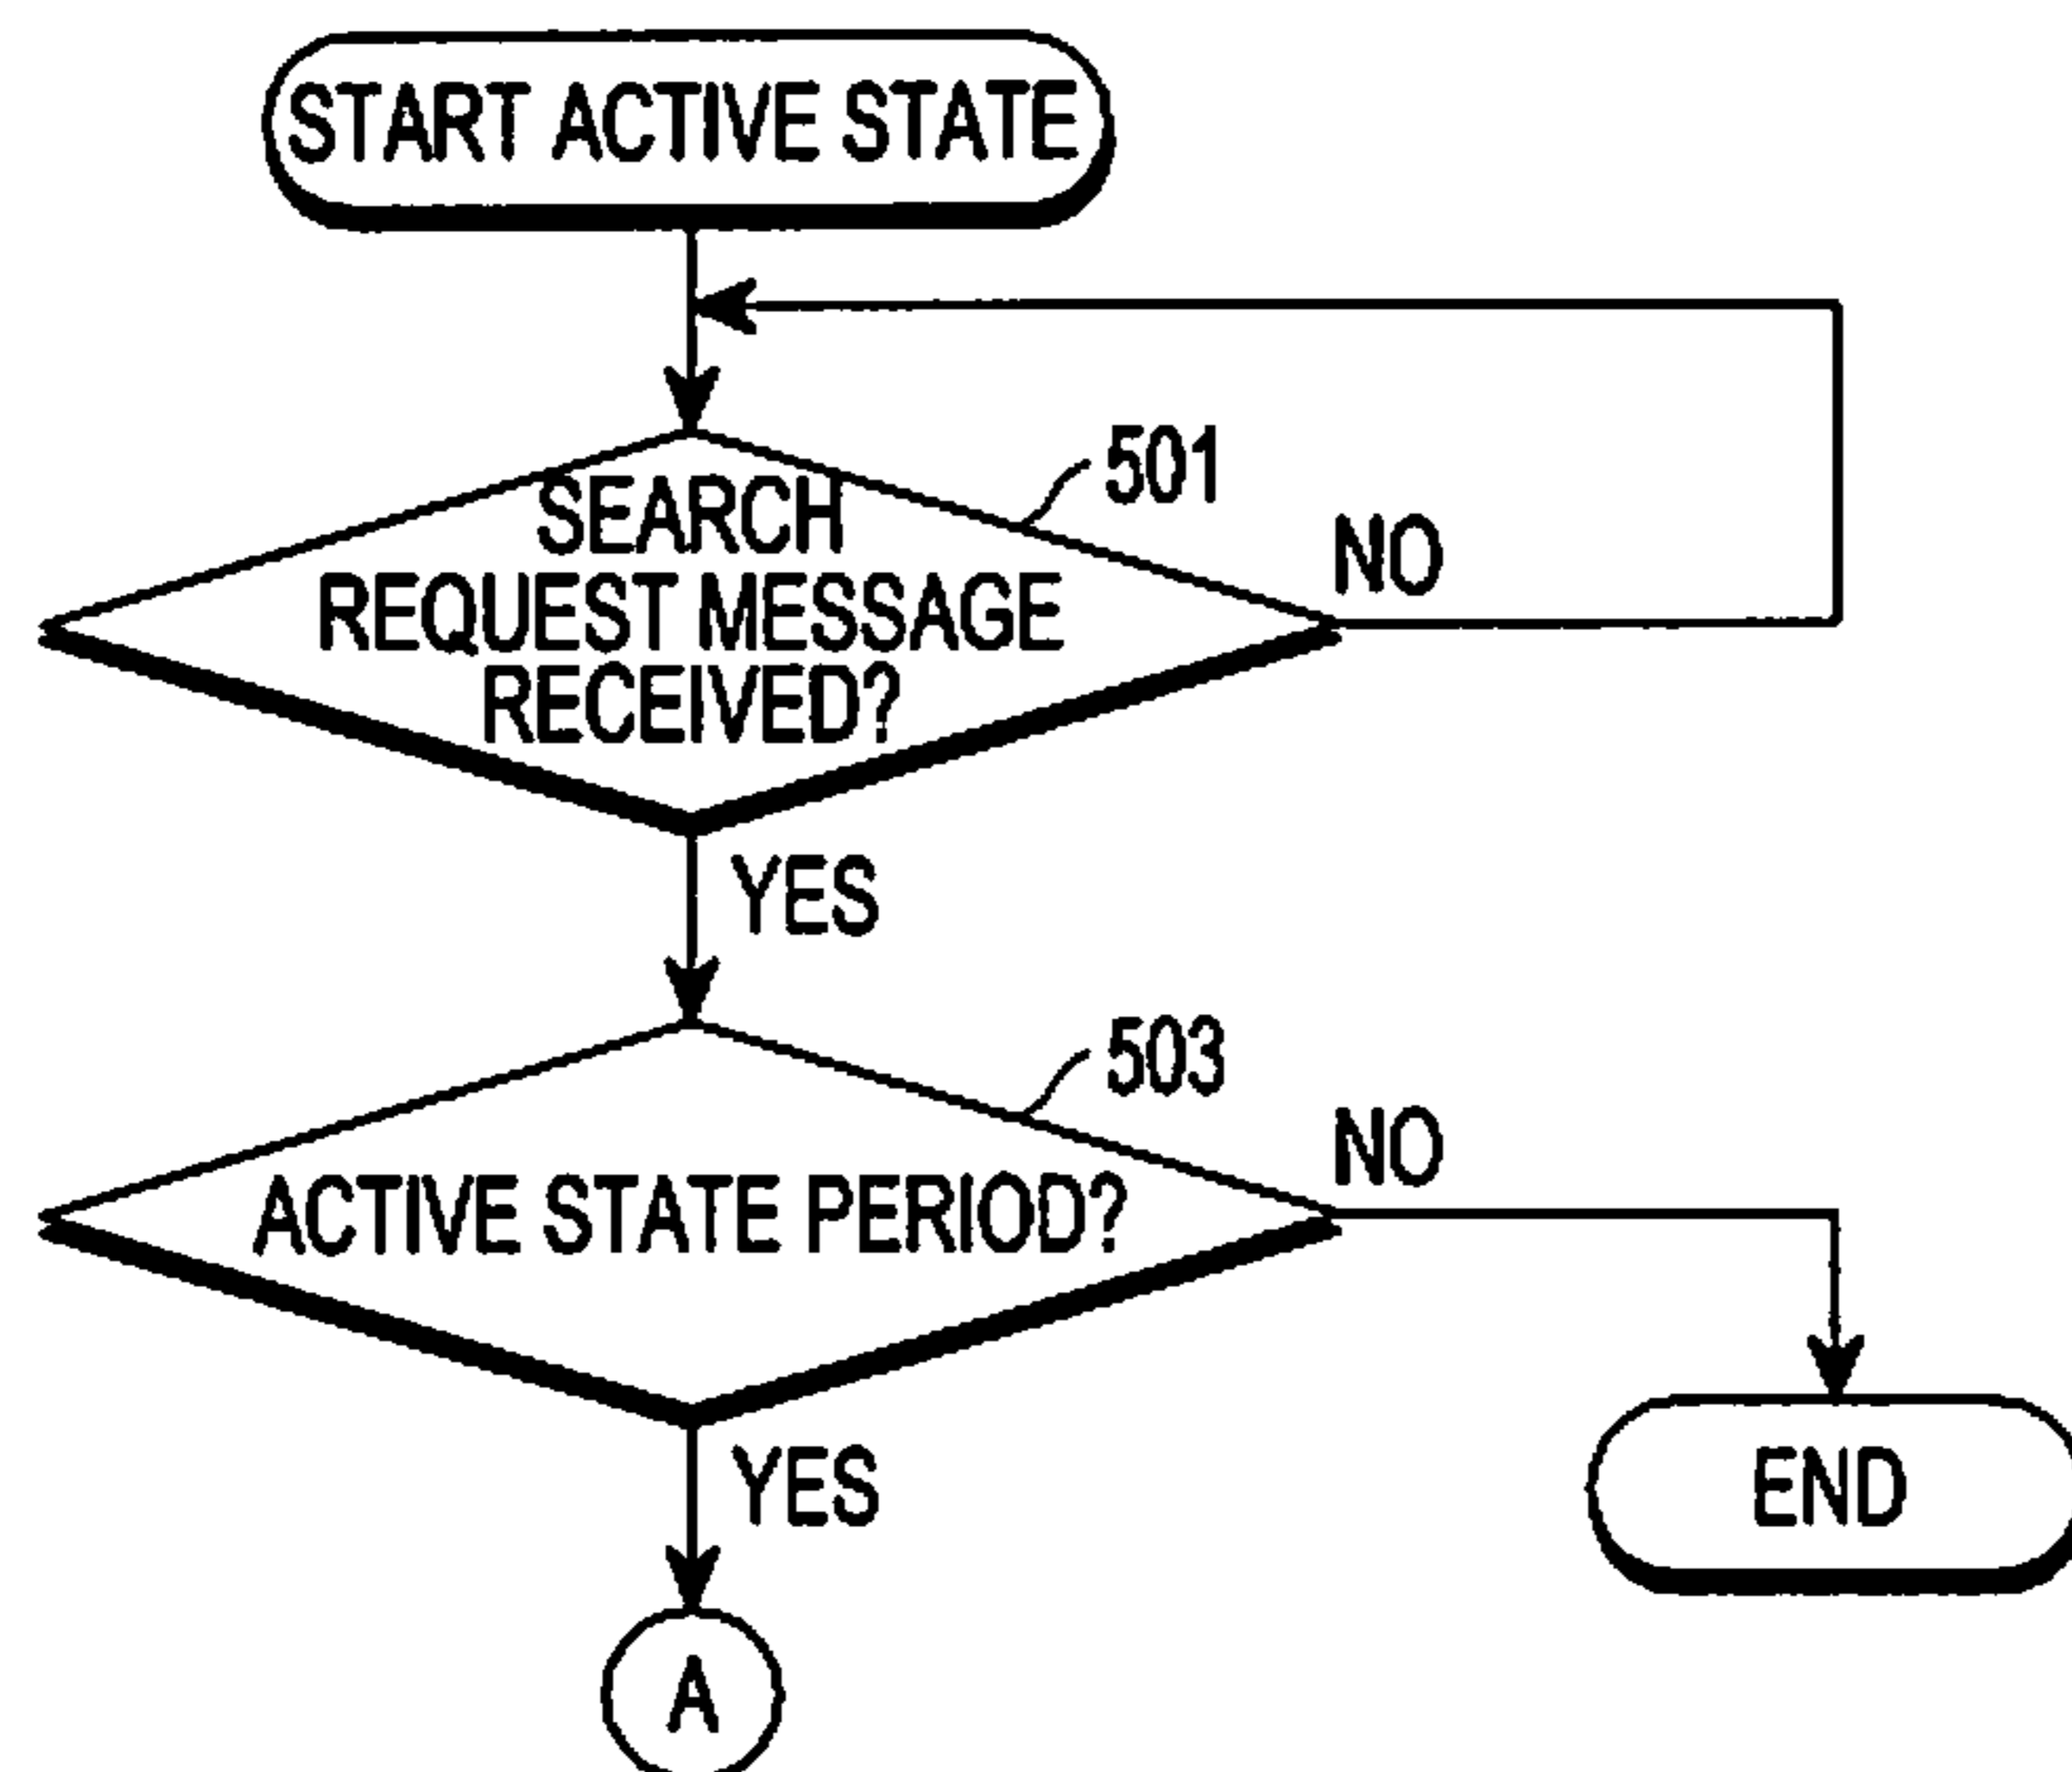 START ACTIVE STATE
501
SEARCH
REQUEST MESSAGE
RECEIVED?
NO
YES
503
NO
ACTIVE STATE PERIOD?
YES
END
A